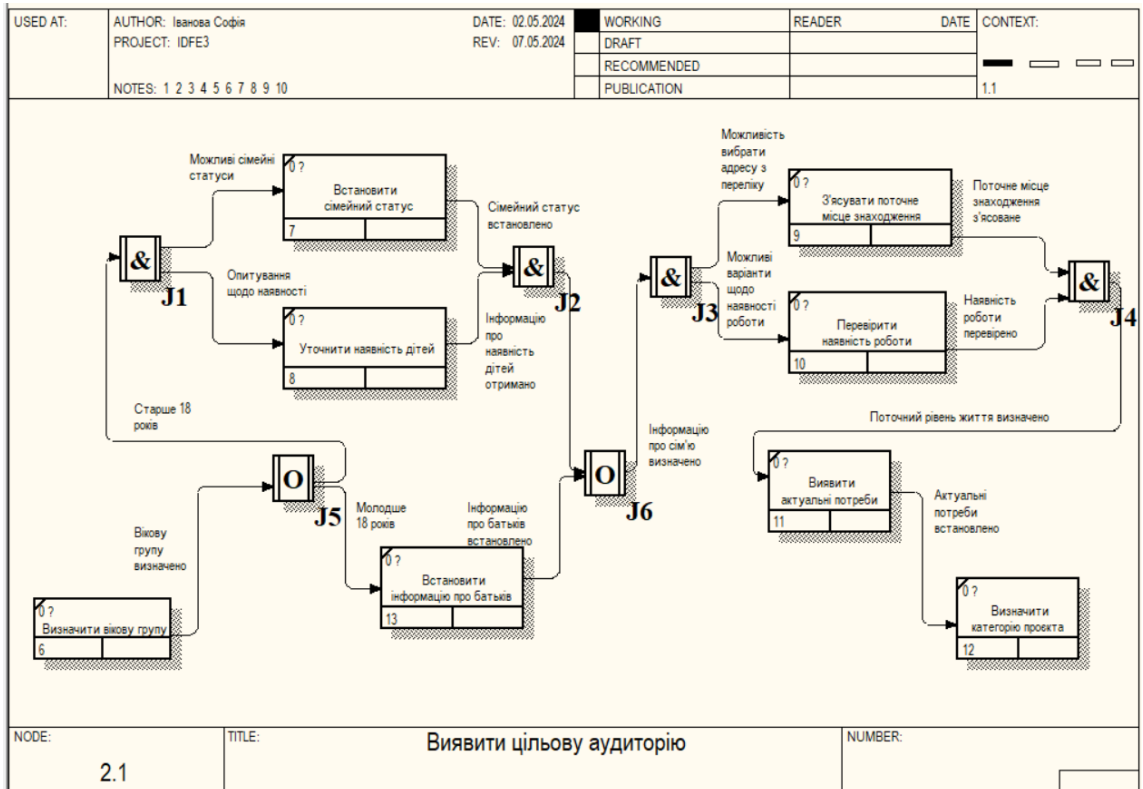 USED AT:
AUTHOR: Іванова Софія
DATE: 02.05.2024
PROJECT: IDFE3
REV: 07.05.2024
NOTES: 1 2 3 4 5 6 7 8 9 10
WORKING
DRAFT
RECOMMENDED
PUBLICATION
READER
DATE
CONTEXT:
1.1
Можливі сімейні
статуси
0 ?
Встановити
сімейний статус
7
Сімейний статус
встановлено
&
J1
Опитування
щодо наявності
0 ?
Уточнити наявність дітей
8
&
J2
Інформацію
про
наявність
дітей
отримано
Можливість
вибрати
адресу з
переліку
0 ?
З'ясувати поточне
місце знаходження
9
Поточне місце
знаходження
з'ясоване
&
J3
Можливі
варіанти
щодо
наявності
роботи
0 ?
Перевірити
наявність роботи
10
Наявність
роботи
перевірено
&
J4
Старше 18
років
O
J5
Вікову
групу
визначено
0 ?
Визначити вікову групу
6
Молодше
18 років
0 ?
Встановити
інформацію про батьків
13
Інформацію
про батьків
встановлено
O
J6
Інформацію
про сім'ю
визначено
Поточний рівень життя визначено
0 ?
Виявити
актуальні потреби
11
Актуальні
потреби
встановлено
0 ?
Визначити
категорію проєкта
12
NODE:
2.1
TITLE:
Виявити цільову аудиторію
NUMBER: